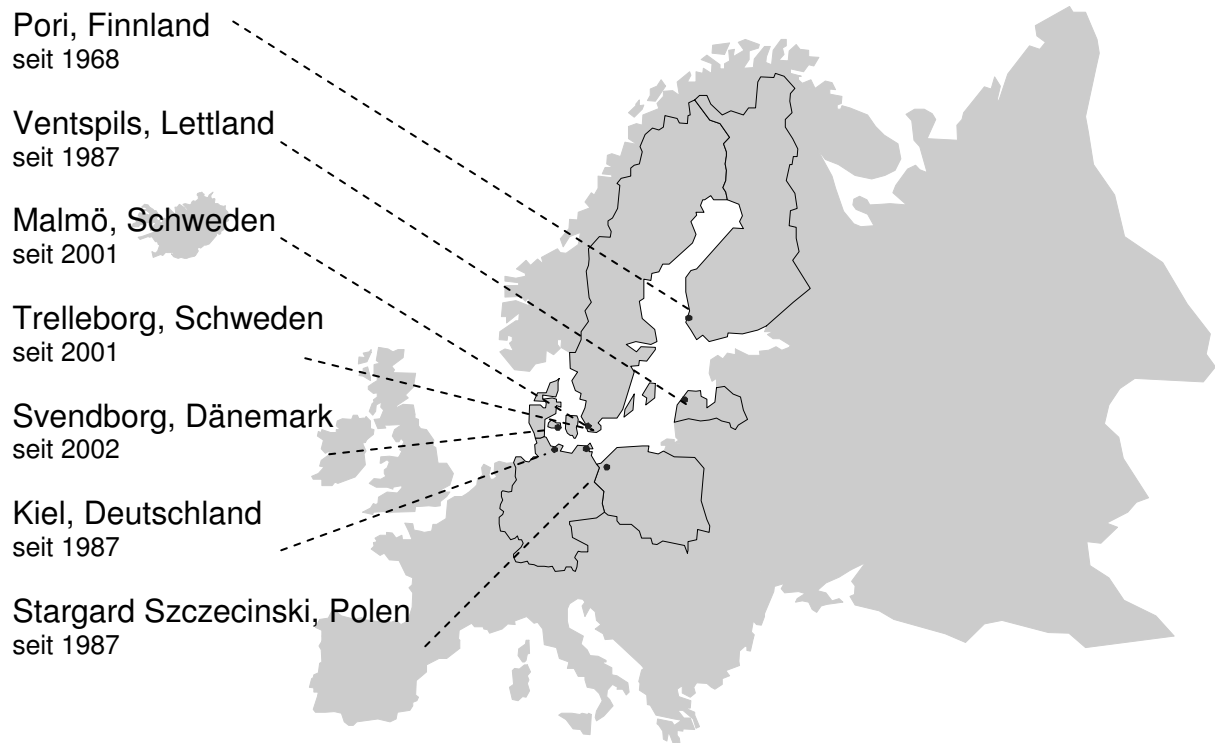 Pori, Finnland
seit 1968
Ventspils, Lettland
seit 1987
Malmö, Schweden
seit 2001
Trelleborg, Schweden
seit 2001
Svendborg, Dänemark
seit 2002
Kiel, Deutschland
seit 1987
Stargard Szczecinski, Polen
seit 1987